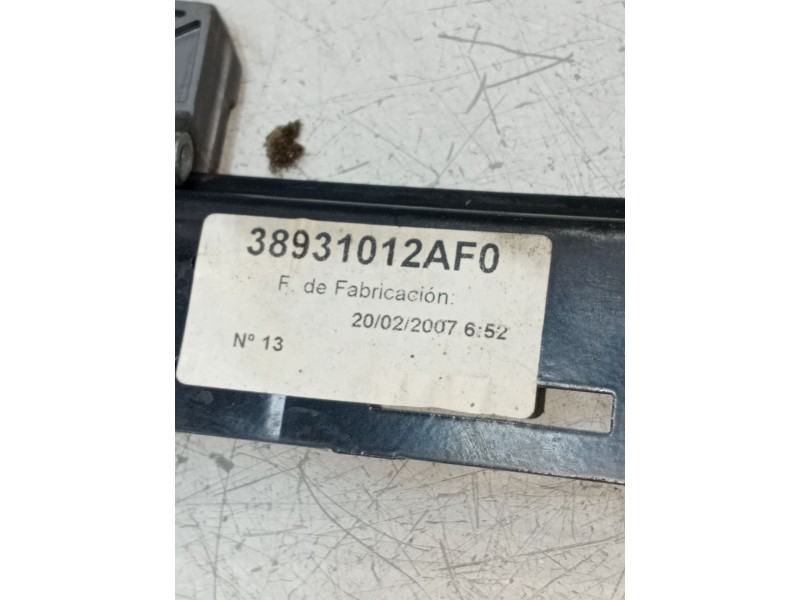 38931012AF0
F. de Fabricación:
20/02/2007 6:52
Nº 13